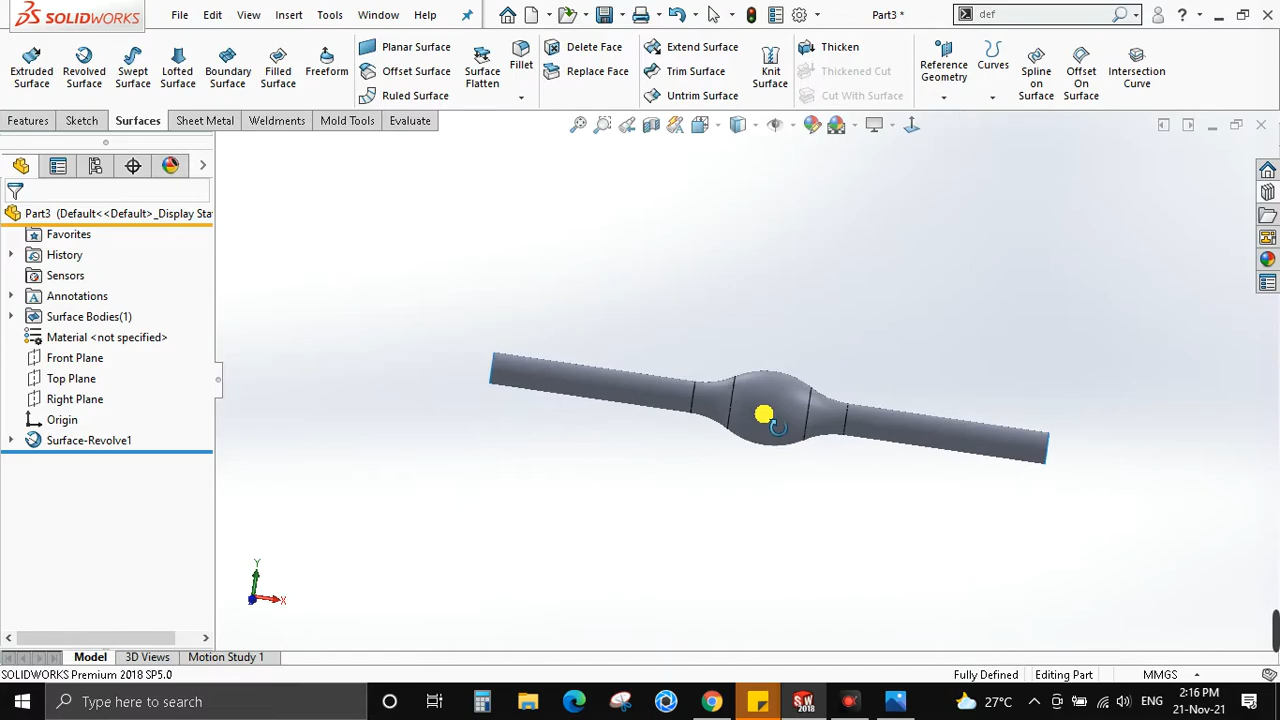 SOLIDWORKS File Edit View Insert Tools Window Help Part3 * def
Extruded Surface
Revolved Surface
Swept Surface
Lofted Surface
Boundary Surface
Filled Surface
Freeform
Planar Surface
Offset Surface
Ruled Surface
Surface Flatten
Fillet
Delete Face
Replace Face
Extend Surface
Trim Surface
Untrim Surface
Knit Surface
Thicken
Thickened Cut
Cut With Surface
Reference Geometry
Curves
Spline on Surface
Offset On Surface
Intersection Curve
Features Sketch Surfaces Sheet Metal Weldments Mold Tools Evaluate
Part3 (Default<<Default>_Display Sta
Favorites
History
Sensors
Annotations
Surface Bodies(1)
Material <not specified>
Front Plane
Top Plane
Right Plane
Origin
Surface-Revolve1
Y
X
Model 3D Views Motion Study 1
SOLIDWORKS Premium 2018 SP5.0 Fully Defined Editing Part MMGS
Type here to search SW 2018 27°C ENG 2:16 PM
21-Nov-21